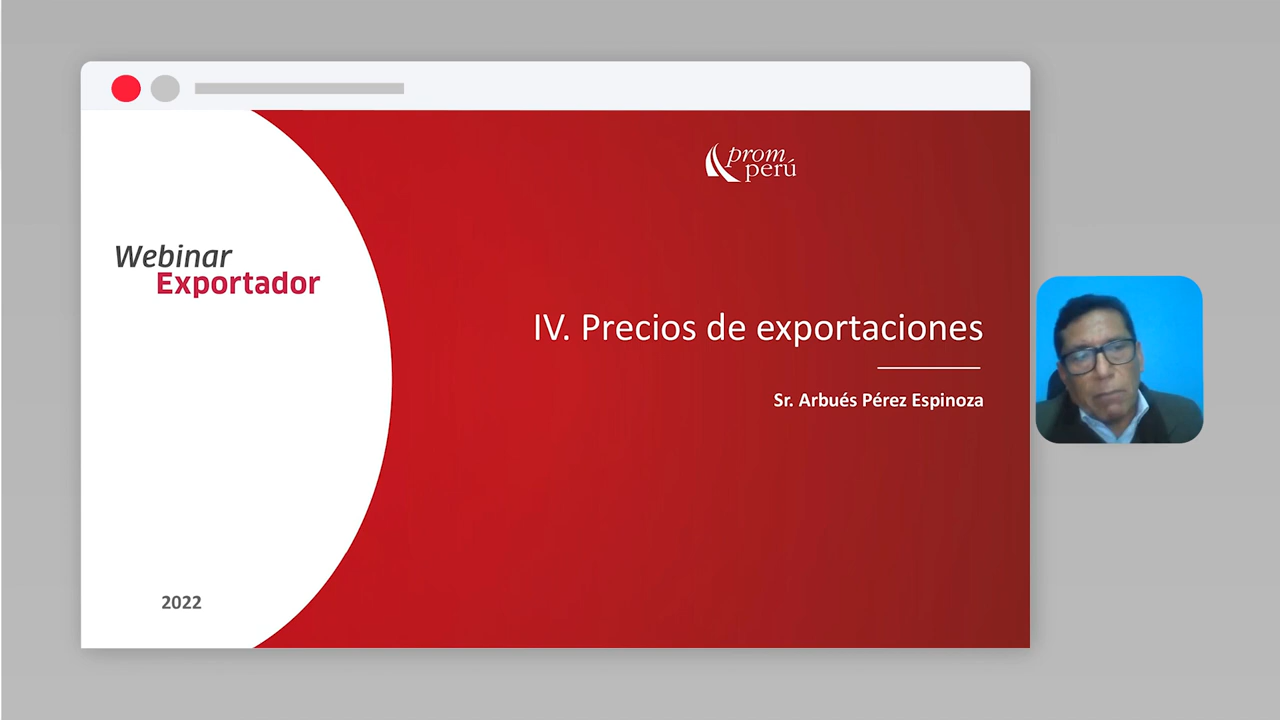 prom
perú
Webinar
Exportador
IV. Precios de exportaciones
Sr. Arbués Pérez Espinoza
2022